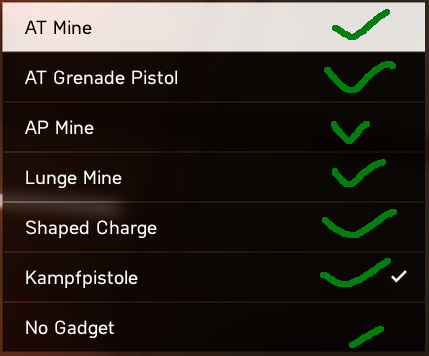 AT Mine
AT Grenade Pistol
AP Mine
Lunge Mine
Shaped Charge
Kampfpistole
No Gadget